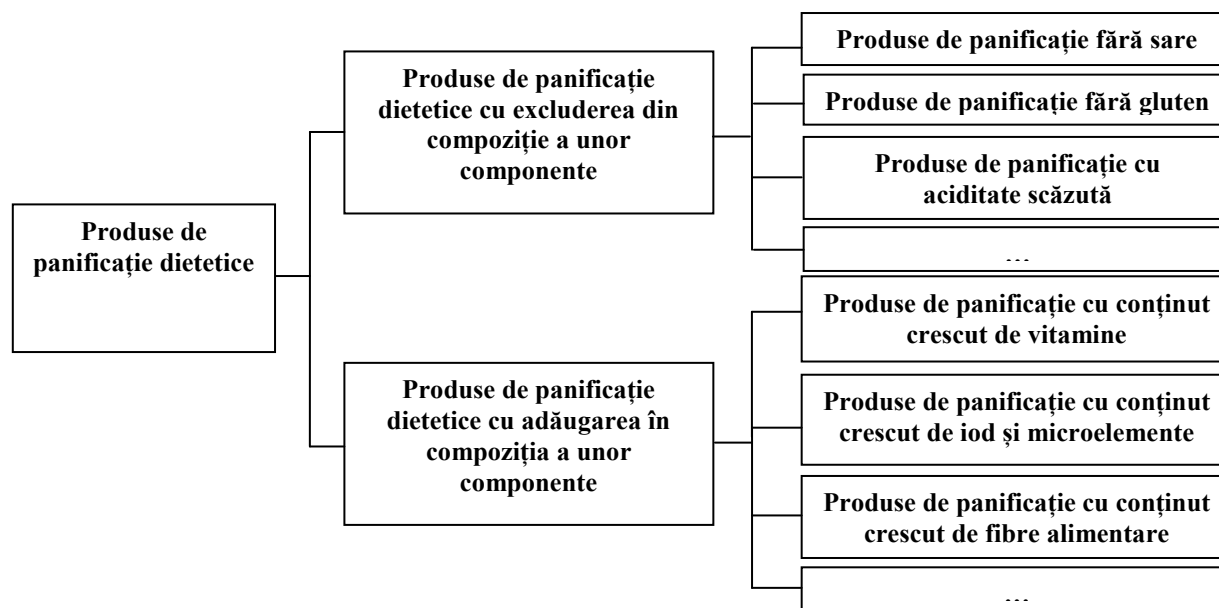 Produse de
panificație dietetice
Produse de panificație
dietetice cu excluderea din
compoziție a unor
componente
Produse de panificație fără sare
Produse de panificație fără gluten
Produse de panificație cu
aciditate scăzută
…
Produse de panificație
dietetice cu adăugarea în
compoziția a unor
componente
Produse de panificație cu conținut
crescut de vitamine
Produse de panificație cu conținut
crescut de iod și microelemente
Produse de panificație cu conținut
crescut de fibre alimentare
…